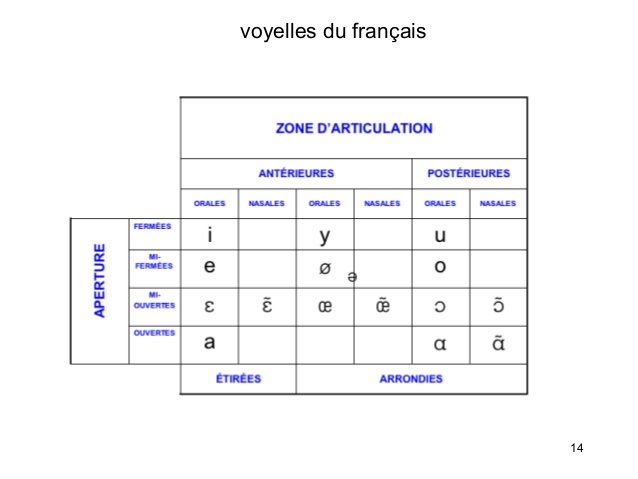 voyelles du français
ZONE D'ARTICULATION
ANTÉRIEURES POSTÉRIEURES
ORALES NASALES ORALES NASALES ORALES NASALES
APERTURE
FERMÉES i y u
MI-
FERMÉES e ø ə o
MI-
OUVERTES ɛ ɛ̃ œ œ̃ ɔ ɔ̃
OUVERTES a ɑ ɑ̃
ÉTIRÉES ARRONDIES
14